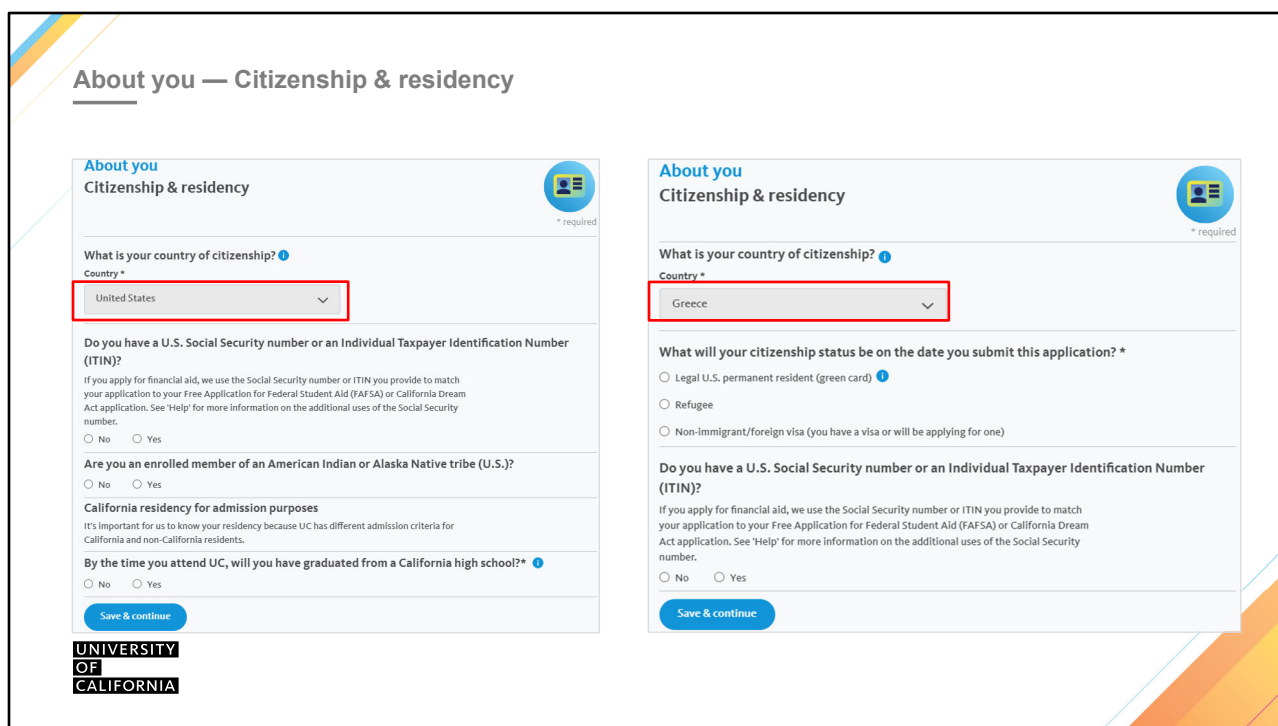 About you — Citizenship & residency
About you
Citizenship & residency
* required
What is your country of citizenship?
Country *
United States
Do you have a U.S. Social Security number or an Individual Taxpayer Identification Number
(ITIN)?
If you apply for financial aid, we use the Social Security number or ITIN you provide to match
your application to your Free Application for Federal Student Aid (FAFSA) or California Dream
Act application. See 'Help' for more information on the additional uses of the Social Security
number.
No Yes
Are you an enrolled member of an American Indian or Alaska Native tribe (U.S.)?
No Yes
California residency for admission purposes
It's important for us to know your residency because UC has different admission criteria for
California and non-California residents.
By the time you attend UC, will you have graduated from a California high school?*
No Yes
Save & continue
About you
Citizenship & residency
* required
What is your country of citizenship?
Country *
Greece
What will your citizenship status be on the date you submit this application? *
Legal U.S. permanent resident (green card)
Refugee
Non-immigrant/foreign visa (you have a visa or will be applying for one)
Do you have a U.S. Social Security number or an Individual Taxpayer Identification Number
(ITIN)?
If you apply for financial aid, we use the Social Security number or ITIN you provide to match
your application to your Free Application for Federal Student Aid (FAFSA) or California Dream
Act application. See 'Help' for more information on the additional uses of the Social Security
number.
No Yes
Save & continue
UNIVERSITY
OF
CALIFORNIA